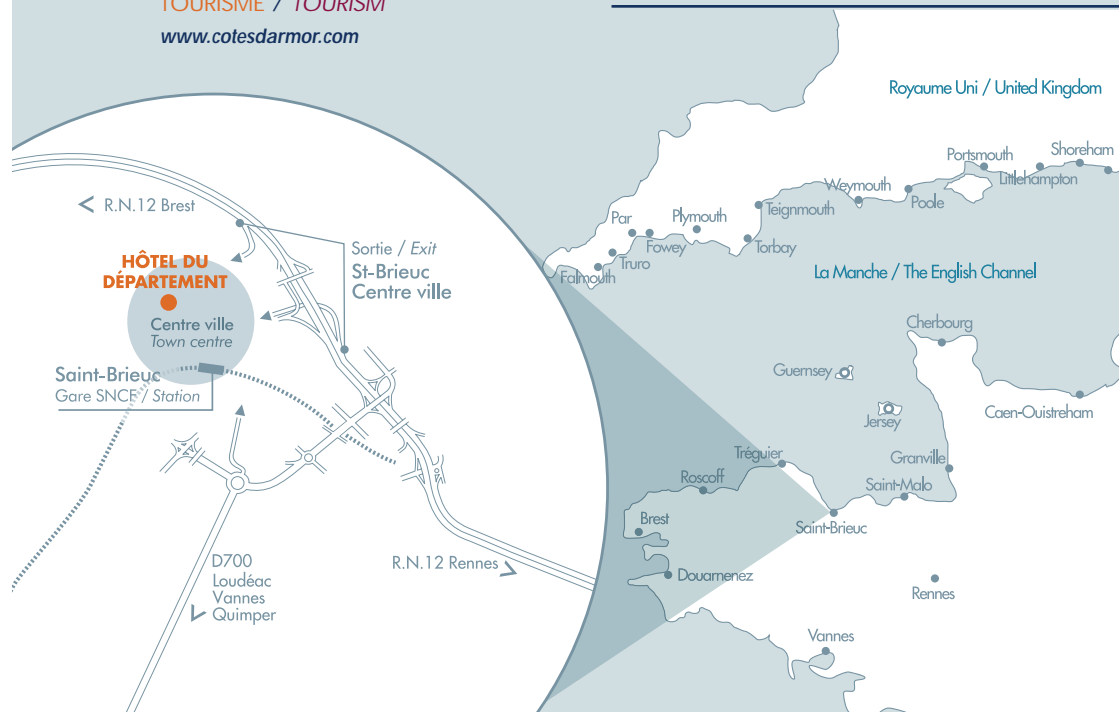 TOURISME / TOURISM
www.cotesdarmor.com
Royaume Uni / United Kingdom
Portsmouth
Shoreham
Littlehampton
Weymouth
Poole
Teignmouth
Plymouth
Par
Fowey
Torbay
Truro
Falmouth
La Manche / The English Channel
Cherbourg
Guernsey
Jersey
Caen-Ouistreham
Granville
Tréguier
Roscoff
Saint-Malo
Saint-Brieuc
Brest
Douarnenez
Rennes
Vannes
< R.N.12 Brest
Sortie / Exit
St-Brieuc
Centre ville
HÔTEL DU
DÉPARTEMENT
Centre ville
Town centre
Saint-Brieuc
Gare SNCF / Station
R.N.12 Rennes >
D700
Loudéac
Vannes
Quimper